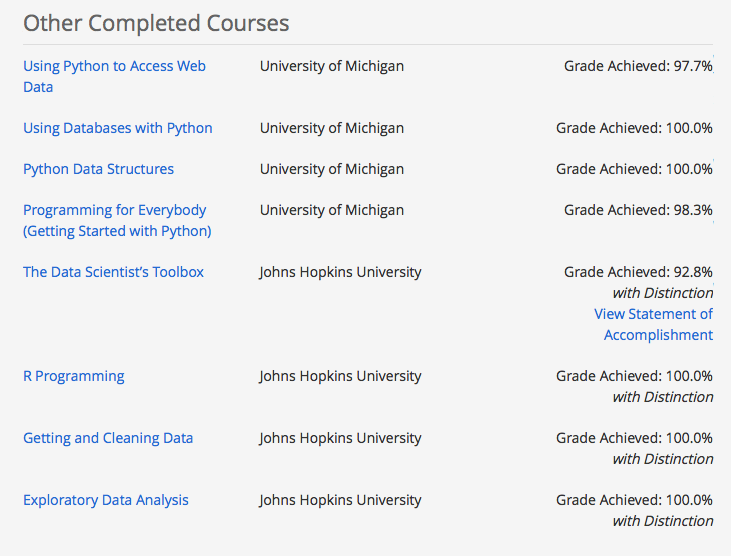 Other Completed Courses
Using Python to Access Web University of Michigan Grade Achieved: 97.7%
Data
Using Databases with Python University of Michigan Grade Achieved: 100.0%
Python Data Structures University of Michigan Grade Achieved: 100.0%
Programming for Everybody University of Michigan Grade Achieved: 98.3%
(Getting Started with Python)
The Data Scientist’s Toolbox Johns Hopkins University Grade Achieved: 92.8%
with Distinction
View Statement of
Accomplishment
R Programming Johns Hopkins University Grade Achieved: 100.0%
with Distinction
Getting and Cleaning Data Johns Hopkins University Grade Achieved: 100.0%
with Distinction
Exploratory Data Analysis Johns Hopkins University Grade Achieved: 100.0%
with Distinction